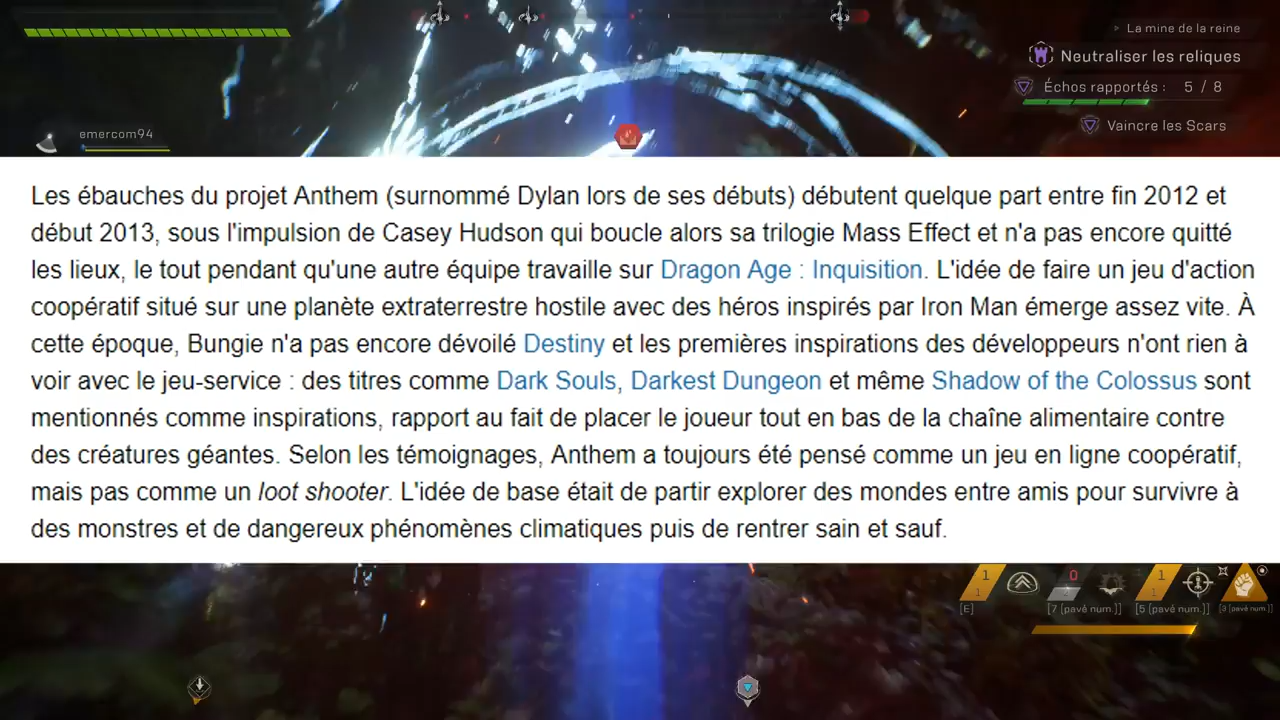 La mine de la reine
Neutraliser les reliques
Échos rapportés : 5 / 8
Vaincre les Scars
emercom94
Les ébauches du projet Anthem (surnommé Dylan lors de ses débuts) débutent quelque part entre fin 2012 et
début 2013, sous l'impulsion de Casey Hudson qui boucle alors sa trilogie Mass Effect et n'a pas encore quitté
les lieux, le tout pendant qu'une autre équipe travaille sur Dragon Age : Inquisition. L'idée de faire un jeu d'action
coopératif situé sur une planète extraterrestre hostile avec des héros inspirés par Iron Man émerge assez vite. À
cette époque, Bungie n'a pas encore dévoilé Destiny et les premières inspirations des développeurs n'ont rien à
voir avec le jeu-service : des titres comme Dark Souls, Darkest Dungeon et même Shadow of the Colossus sont
mentionnés comme inspirations, rapport au fait de placer le joueur tout en bas de la chaîne alimentaire contre
des créatures géantes. Selon les témoignages, Anthem a toujours été pensé comme un jeu en ligne coopératif,
mais pas comme un loot shooter. L'idée de base était de partir explorer des mondes entre amis pour survivre à
des monstres et de dangereux phénomènes climatiques puis de rentrer sain et sauf.
1 0 1
1 1
[E] [7 [pavé num.]] [5 [pavé num.]] [3 [pavé num.]]